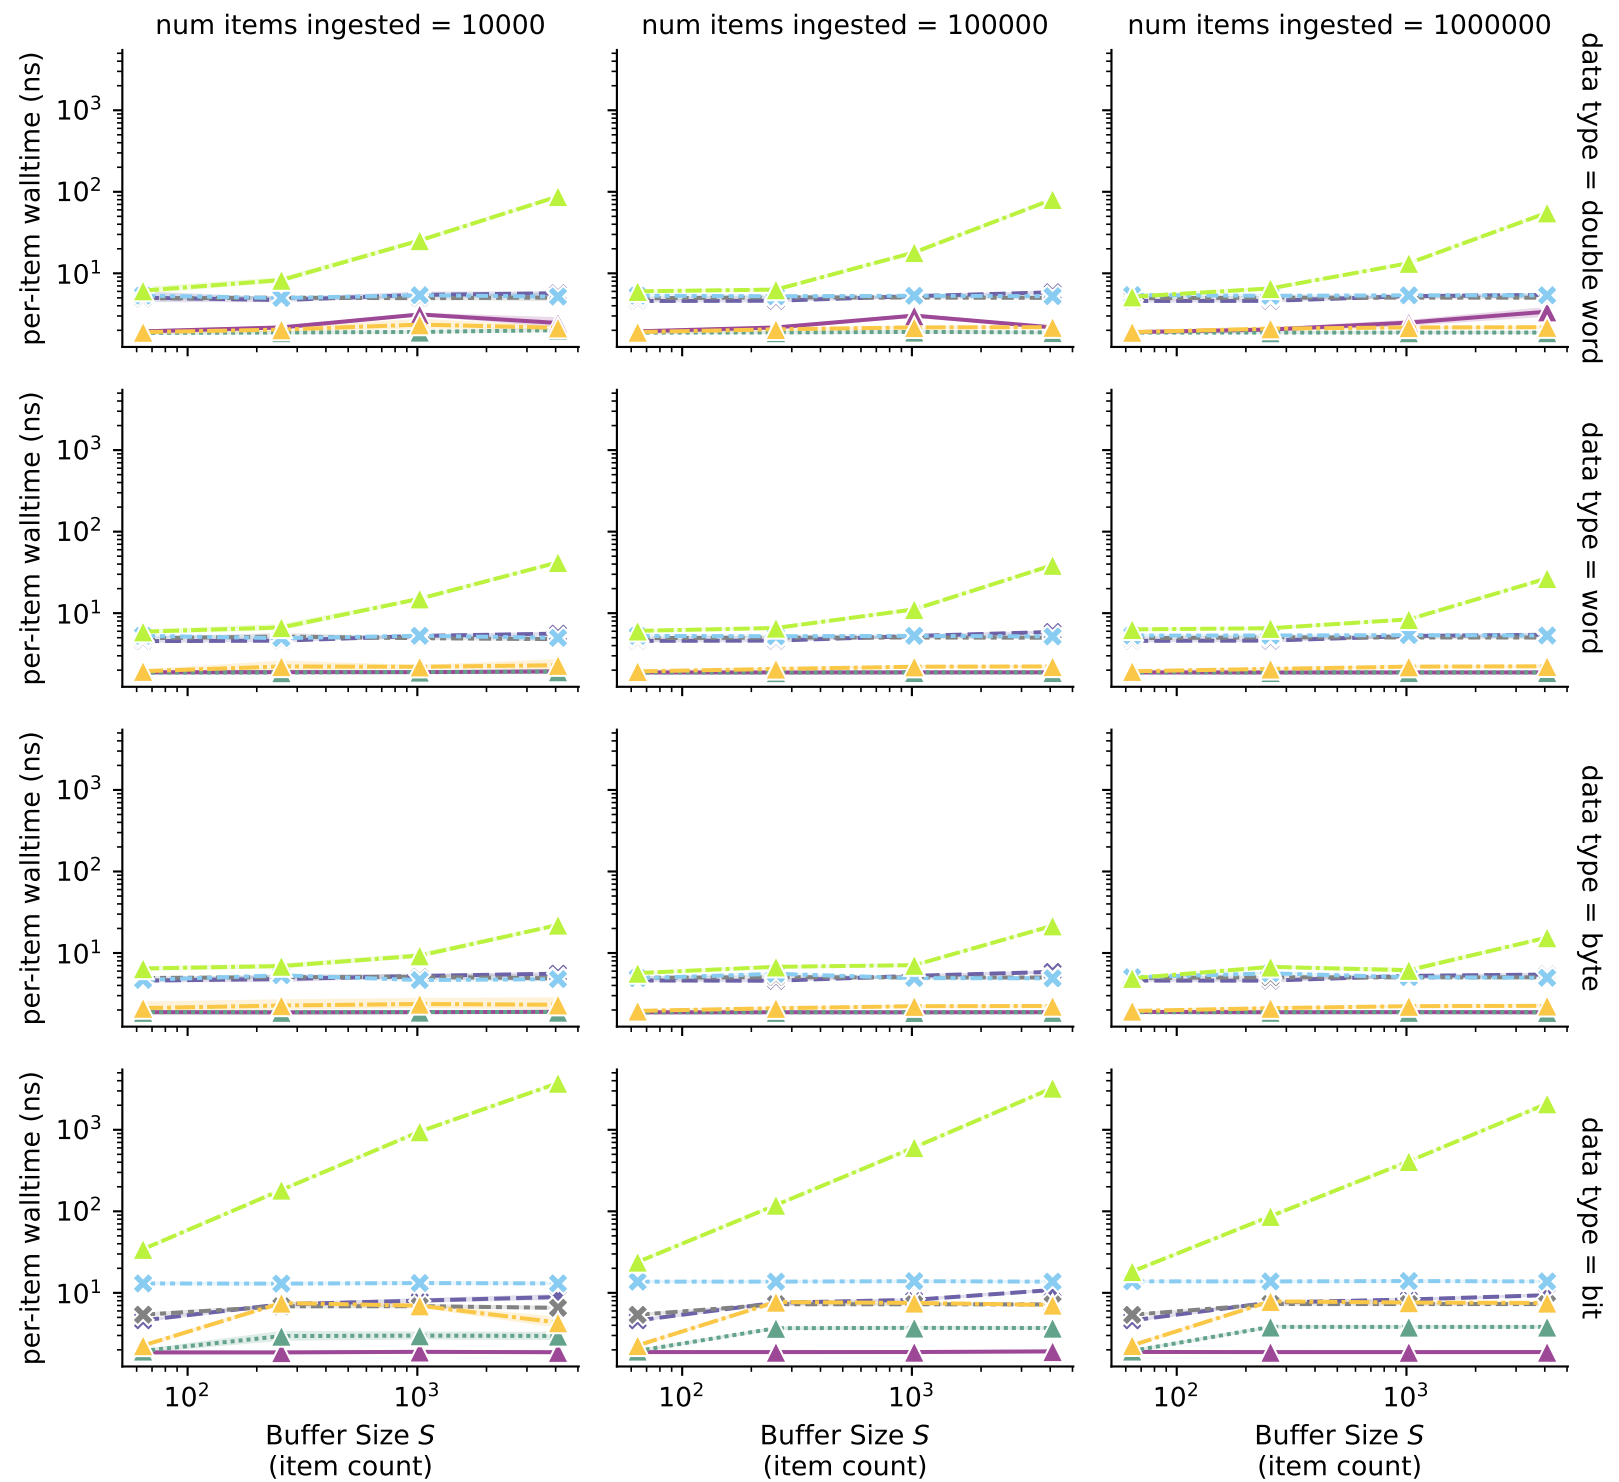 num items ingested = 10000
num items ingested = 100000
num items ingested = 1000000
per-item walltime (ns)
10³
10²
10¹
data type = double word
per-item walltime (ns)
10³
10²
10¹
data type = word
per-item walltime (ns)
10³
10²
10¹
data type = byte
per-item walltime (ns)
10³
10²
10¹
data type = bit
10² 10³
10² 10³
10² 10³
Buffer Size S
(item count)
Buffer Size S
(item count)
Buffer Size S
(item count)